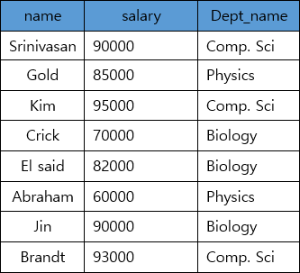 name salary Dept_name
Srinivasan 90000 Comp. Sci
Gold 85000 Physics
Kim 95000 Comp. Sci
Crick 70000 Biology
El said 82000 Biology
Abraham 60000 Physics
Jin 90000 Biology
Brandt 93000 Comp. Sci